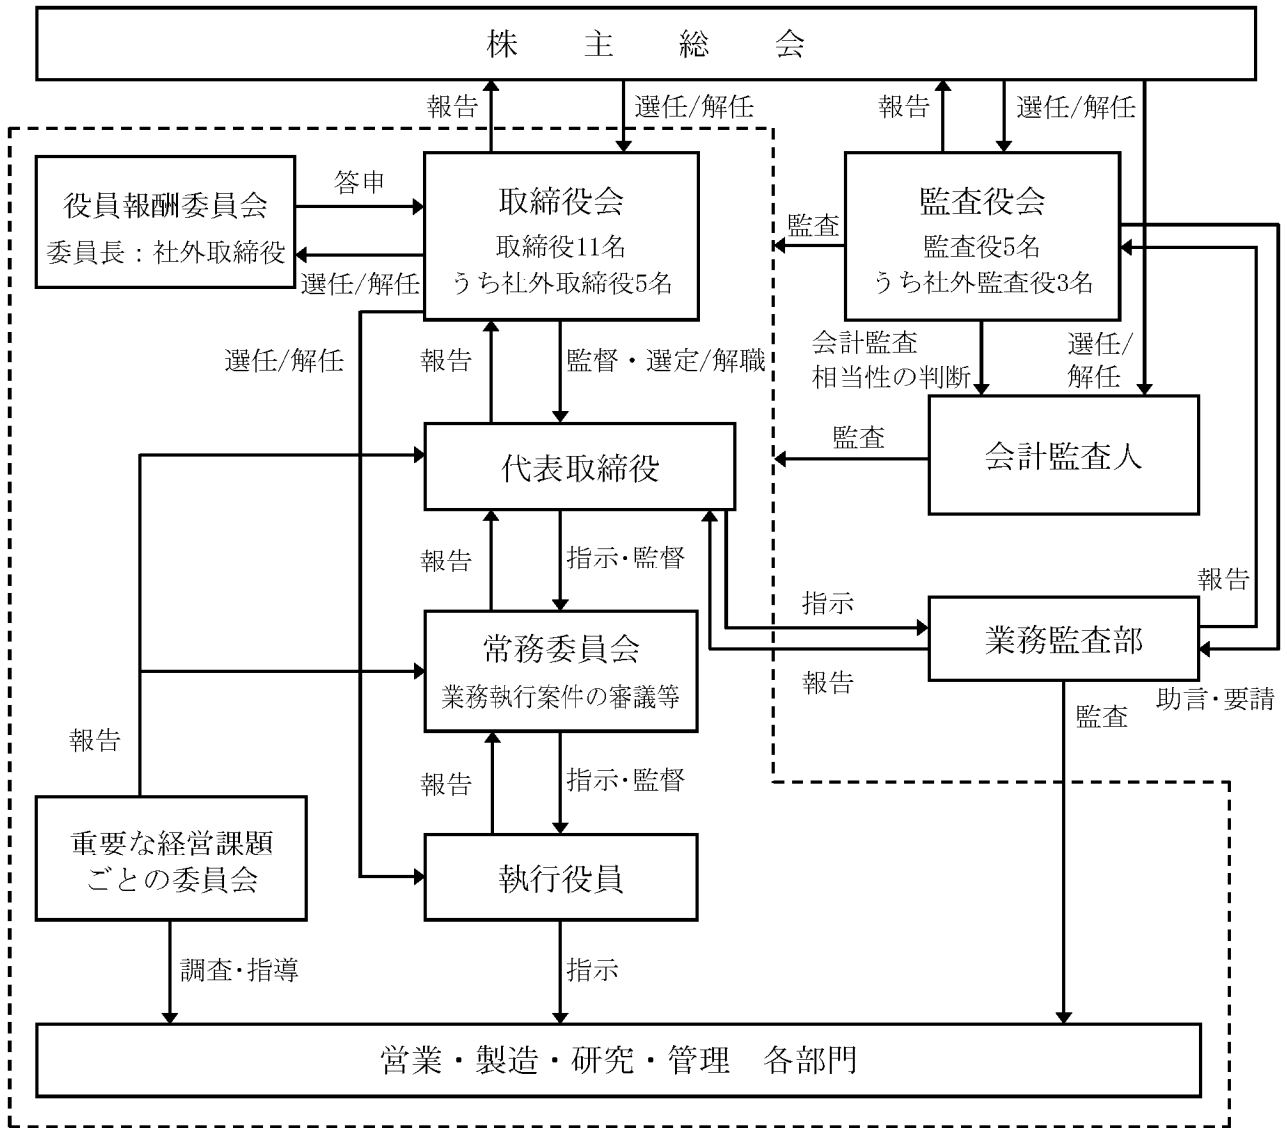 株主総会
報告
選任/解任
報告
選任/解任
役員報酬委員会
委員長：社外取締役
答申
選任/解任
取締役会
取締役11名
うち社外取締役5名
監査
監査役会
監査役5名
うち社外監査役3名
選任/解任
報告
監督・選定/解職
会計監査
相当性の判断
選任/
解任
代表取締役
監査
会計監査人
報告
指示・監督
指示
報告
報告
常務委員会
業務執行案件の審議等
業務監査部
助言・要請
監査
報告
報告
指示・監督
重要な経営課題
ごとの委員会
執行役員
調査・指導
指示
営業・製造・研究・管理　各部門